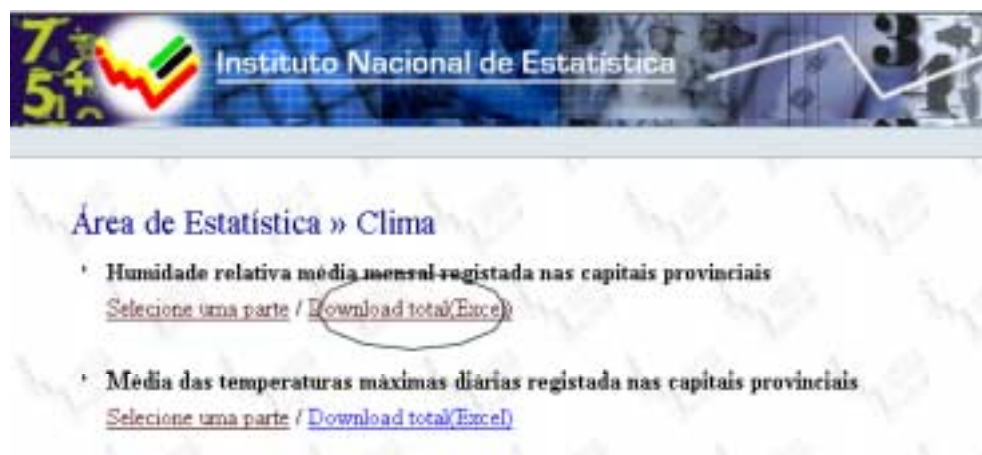 Instituto Nacional de Estatística
Área de Estatística » Clima
Humidade relativa média mensal registada nas capitais provinciais
Selecione uma parte / Download total(Excel)
Média das temperaturas máximas diárias registada nas capitais provinciais
Selecione uma parte / Download total(Excel)